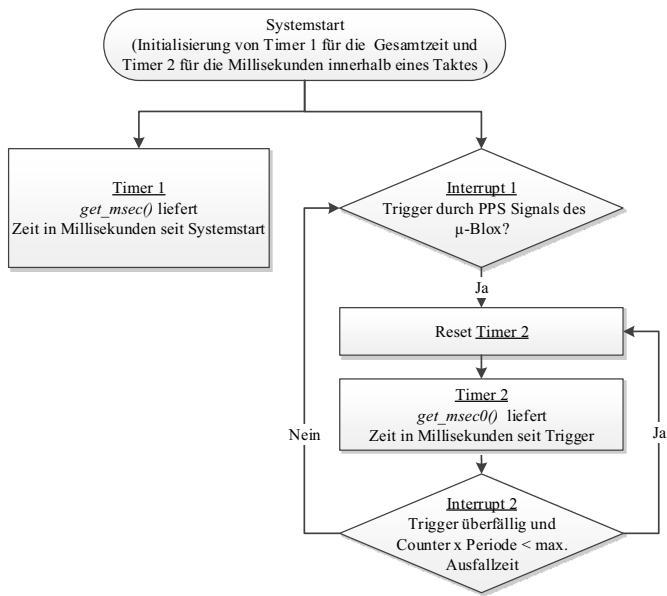 Systemstart
(Initialisierung von Timer 1 für die Gesamtzeit und
Timer 2 für die Millisekunden innerhalb eines Taktes )
Timer 1
get_msec() liefert
Zeit in Millisekunden seit Systemstart
Interrupt 1
Trigger durch PPS Signals des
µ-Blox?
Ja
Reset Timer 2
Timer 2
get_msec0() liefert
Zeit in Millisekunden seit Trigger
Nein
Ja
Interrupt 2
Trigger überfällig und
Counter x Periode < max.
Ausfallzeit